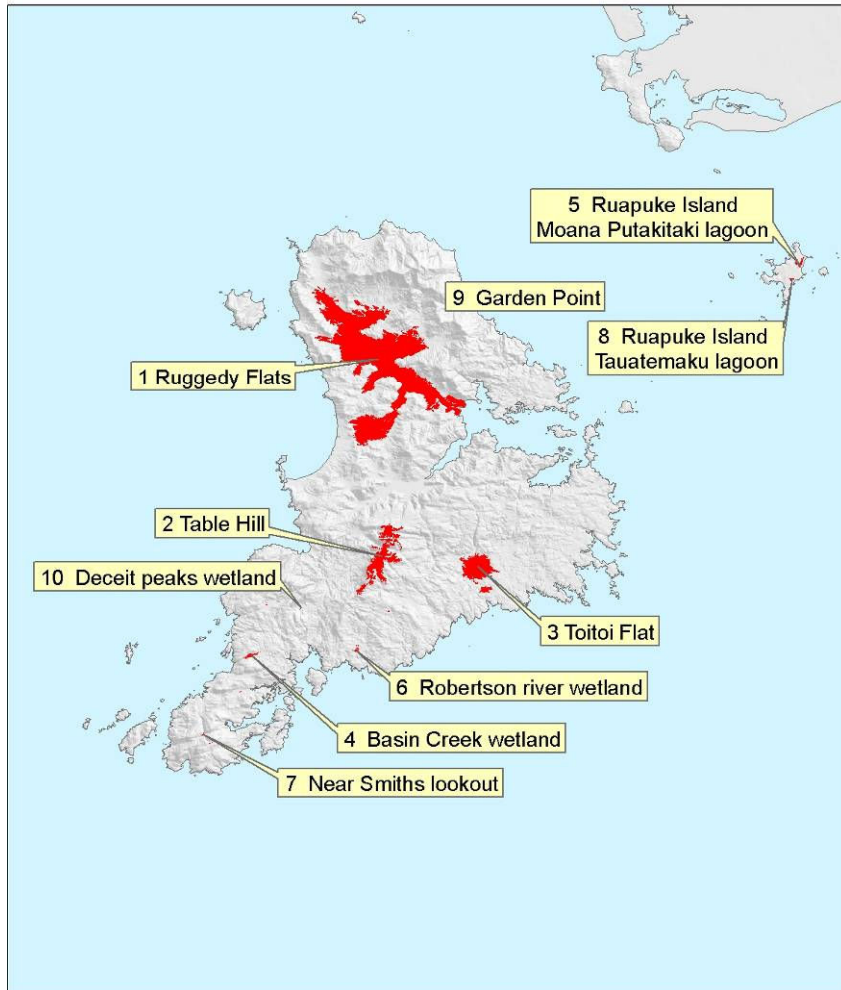 5  Ruapuke Island
Moana Putakitaki lagoon
9  Garden Point
8  Ruapuke Island
Tauatemaku lagoon
1 Ruggedy Flats
2 Table Hill
10  Deceit peaks wetland
3 Toitoi Flat
6  Robertson river wetland
4  Basin Creek wetland
7  Near Smiths lookout